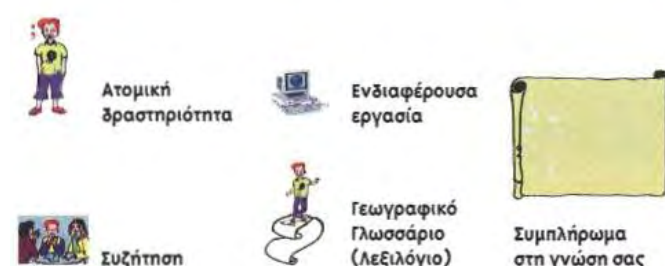 Ατομική
δραστηριότητα
Ενδιαφέρουσα
εργασία
Συζήτηση
Γεωγραφικό
Γλωσσάριο
(Λεξιλόγιο)
Συμπλήρωμα
στη γνώση σας